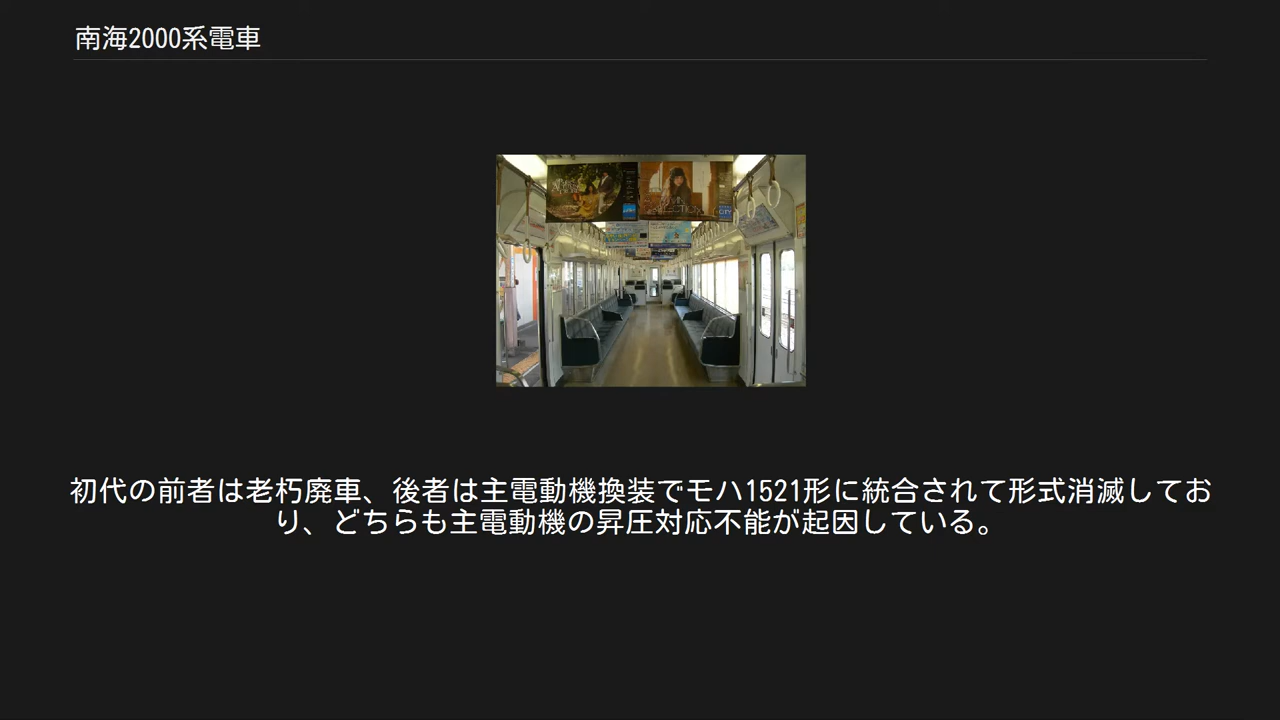 南海2000系電車
初代の前者は老朽廃車、後者は主電動機換装でモハ1521形に統合されて形式消滅してお
り、どちらも主電動機の昇圧対応不能が起因している。